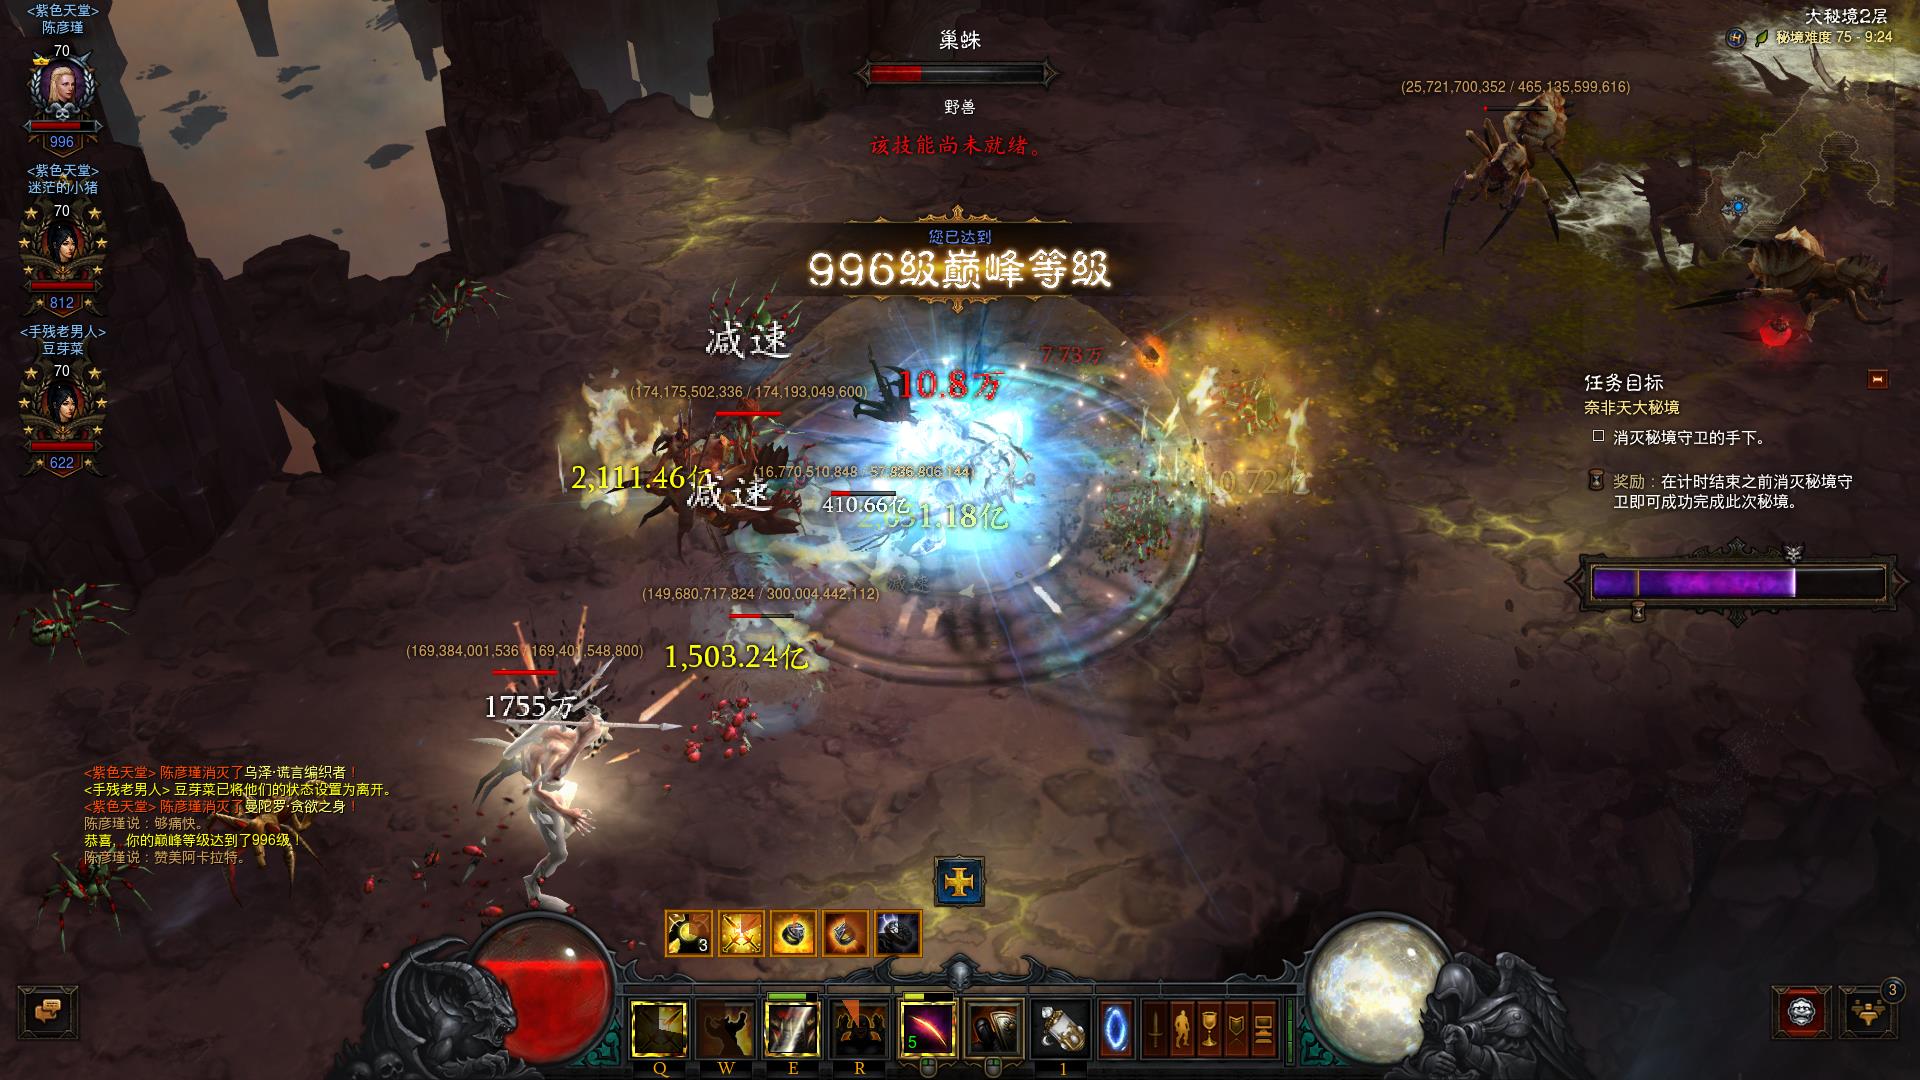 <紫色天堂>
陈彦瑾
70
996
<紫色天堂>
迷茫的小猪
70
812
<手残老男人>
豆芽菜
70
622
巢蛛
野兽
该技能尚未就绪。
大秘境2层
秘境难度 75 - 9:24
(25,721,700,352 / 465,135,599,616)
您已达到
996级巅峰等级
减速
7.73万
10.8万
(174,175,502,336 / 174,193,049,600)
2,111.46亿
减速
410.66亿
10.72亿
减速
(149,680,717,824 / 300,004,442,112)
(169,384,001,536 / 169,401,548,800)
1,503.24亿
1755万
任务目标
奈非天大秘境
消灭秘境守卫的手下。
奖励：在计时结束之前消灭秘境守
卫即可成功完成此次秘境。
<紫色天堂> 陈彦瑾消灭了乌泽·谎言编织者！
<手残老男人> 豆芽菜已将他们的状态设置为离开。
<紫色天堂> 陈彦瑾消灭了曼陀罗·贪欲之身！
陈彦瑾说：够痛快。
恭喜，你的巅峰等级达到了996级！
陈彦瑾说：赞美阿卡拉特。
3
5
Q
W
E
R
1
3